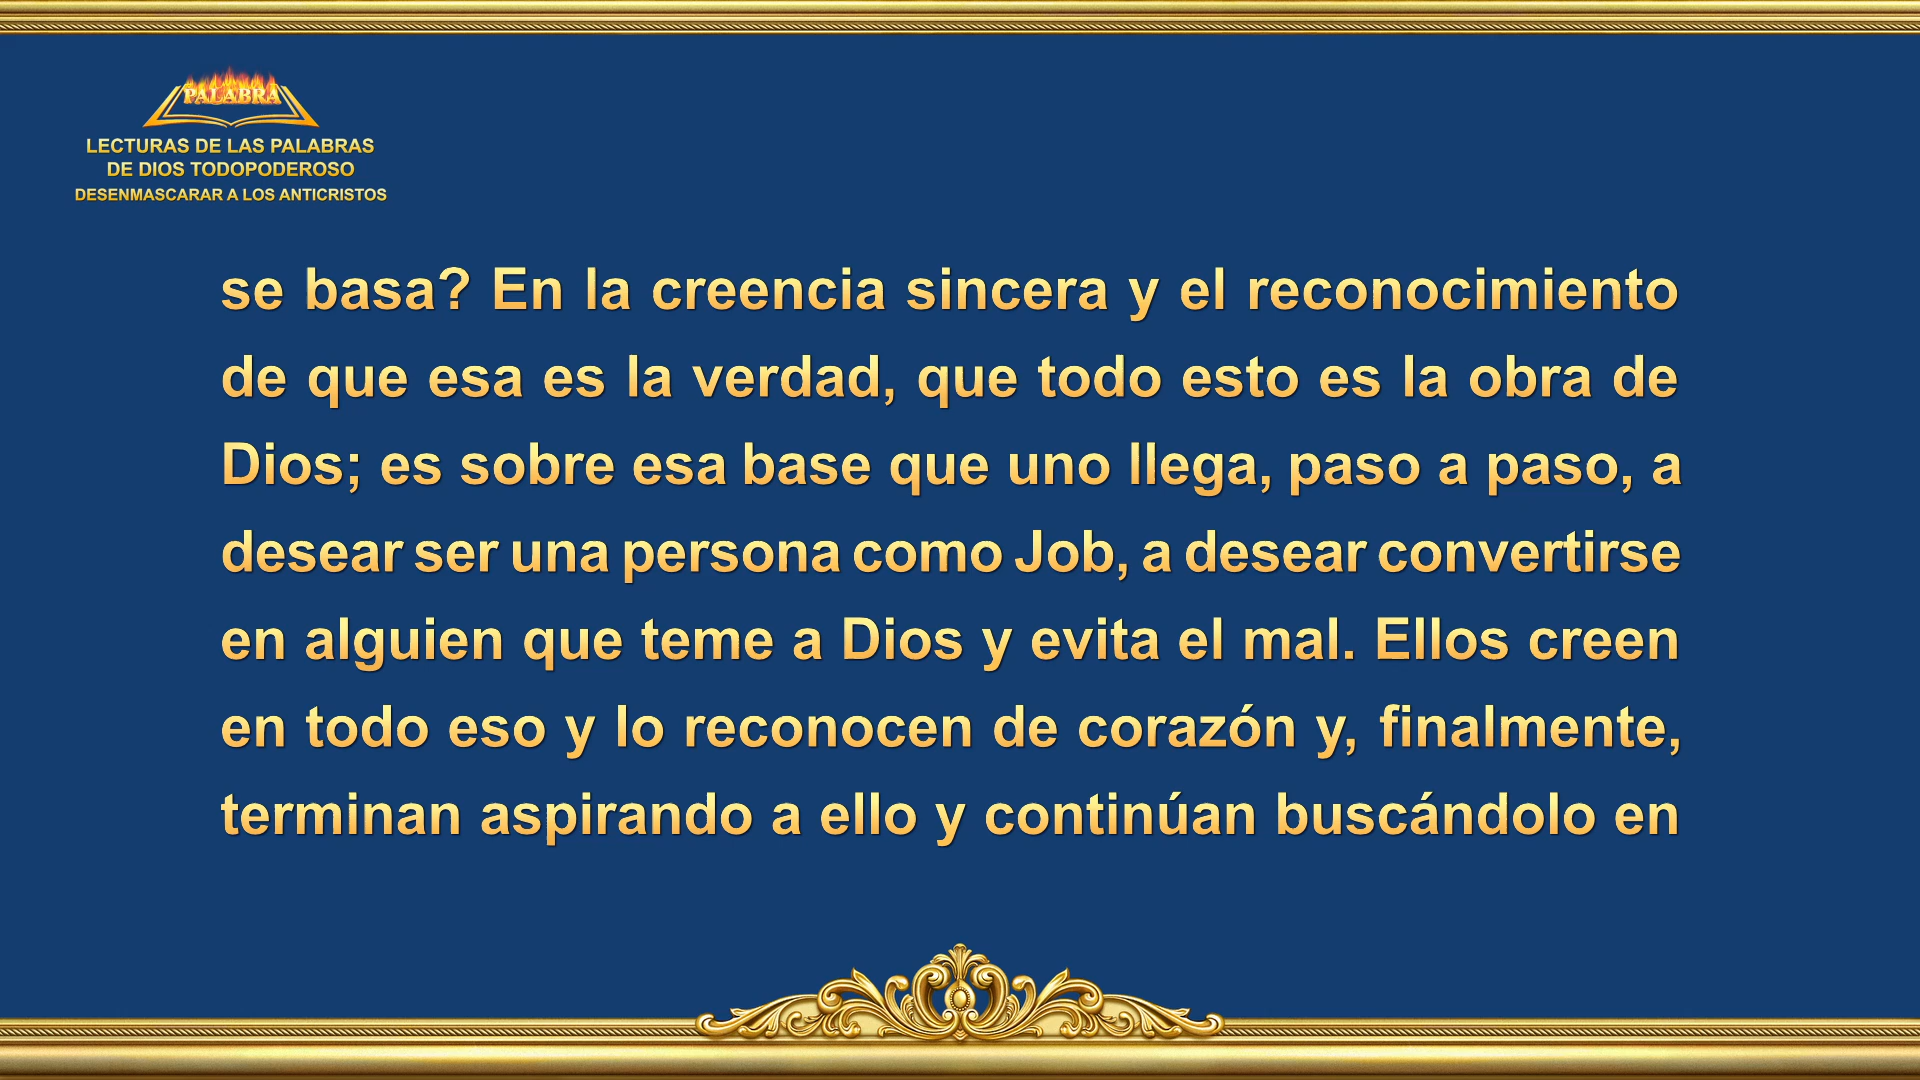 PALABRA
LECTURAS DE LAS PALABRAS
DE DIOS TODOPODEROSO
DESENMASCARAR A LOS ANTICRISTOS
se basa? En la creencia sincera y el reconocimiento
de que esa es la verdad, que todo esto es la obra de
Dios; es sobre esa base que uno llega, paso a paso, a
desear ser una persona como Job, a desear convertirse
en alguien que teme a Dios y evita el mal. Ellos creen
en todo eso y lo reconocen de corazón y, finalmente,
terminan aspirando a ello y continúan buscándolo en